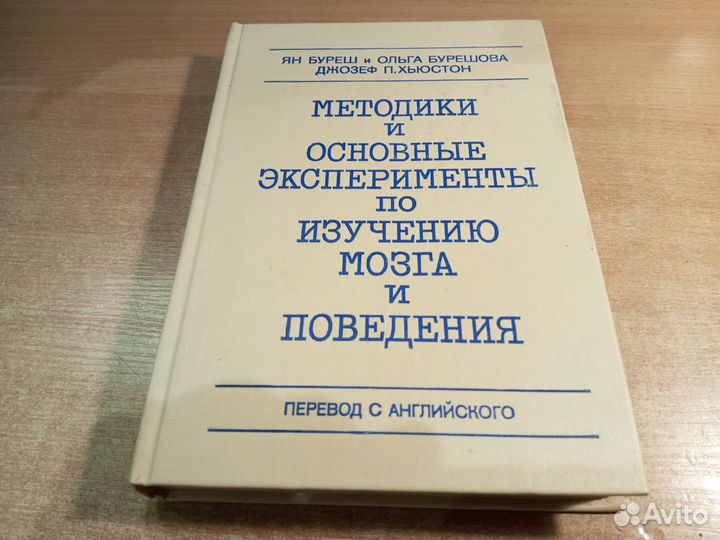 ЯН БУРЕШ и ОЛЬГА БУРЕШОВА
ДЖОЗЕФ П. ХЬЮСТОН
МЕТОДИКИ
И
ОСНОВНЫЕ
ЭКСПЕРИМЕНТЫ
ПО
ИЗУЧЕНИЮ
МОЗГА
И
ПОВЕДЕНИЯ
ПЕРЕВОД С АНГЛИЙСКОГО
Avito